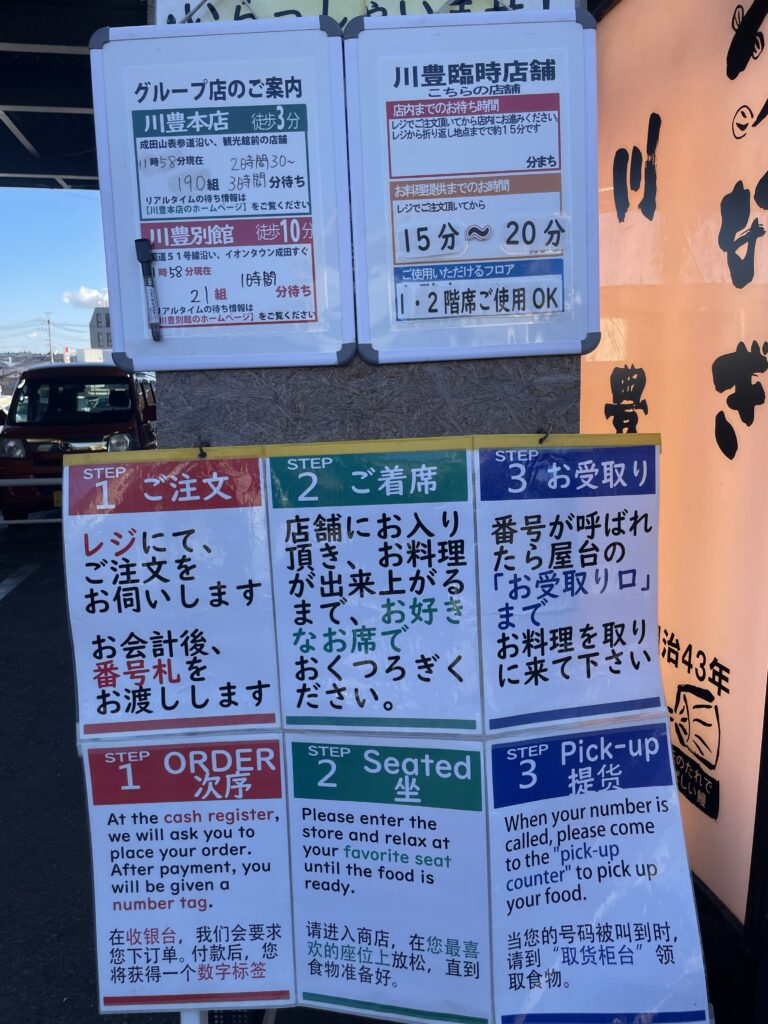 いらっしゃいませ!
グループ店のご案内
川豊本店 徒歩3分
成田山表参道沿い、観光館前の店舗
11時58分現在 2時間30〜
190組 3時間 分待ち
リアルタイムの待ち情報は
【川豊本店のホームページ】をご覧ください
川豊別館 徒歩10分
国道51号線沿い、イオンタウン成田すぐ
11時58分現在 1時間
21組 分待ち
リアルタイムの待ち情報は
【川豊別館のホームページ】をご覧ください
川豊臨時店舗
こちらの店舗
店内までのお待ち時間
レジでご注文頂いてから店内にお進みください。
レジから折り返し地点までで約15分です
分まち
お料理提供までのお時間
レジでご注文頂いてから
15分〜20分
ご使用いただけるフロア
1・2階席ご使用OK
川豊
うなぎ
明治43年
STEP
1 ご注文
レジにて、
ご注文を
お伺いします
お会計後、
番号札を
お渡しします
STEP
2 ご着席
店舗にお入り
頂き、お料理
が出来上がる
まで、お好き
なお席で
おくつろぎく
ださい。
STEP
3 お受取り
番号が呼ばれ
たら屋台の
「お受取り口」
まで
お料理を取り
に来て下さい
STEP
1 ORDER
次序
At the cash register,
we will ask you to
place your order.
After payment, you
will be given a
number tag.
在收银台，我们会要求
您下订单。付款后，您
将获得一个数字标签
STEP
2 Seated
坐
Please enter the
store and relax at
your favorite seat
until the food is
ready.
请进入商店，在您最喜
欢的座位上放松，直到
食物准备好。
STEP
3 Pick-up
提货
When your number is
called, please come
to the "pick-up
counter" to pick up
your food.
当您的号码被叫到时，
请到“取货柜台”领
取食物。